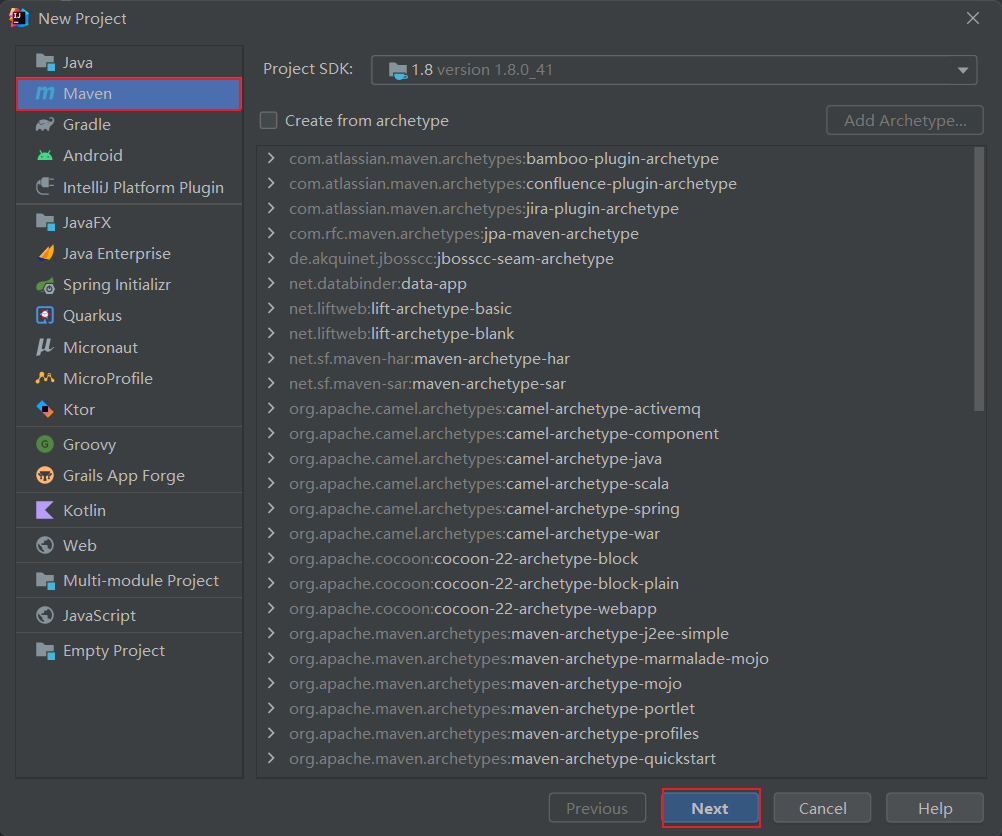 New Project
Java
Maven
Gradle
Android
IntelliJ Platform Plugin
JavaFX
Java Enterprise
Spring Initializr
Quarkus
Micronaut
MicroProfile
Ktor
Groovy
Grails App Forge
Kotlin
Web
Multi-module Project
JavaScript
Empty Project
Project SDK: 1.8 version 1.8.0_41
Create from archetype Add Archetype...
com.atlassian.maven.archetypes:bamboo-plugin-archetype
com.atlassian.maven.archetypes:confluence-plugin-archetype
com.atlassian.maven.archetypes:jira-plugin-archetype
com.rfc.maven.archetypes:jpa-maven-archetype
de.akquinet.jbosscc:jbosscc-seam-archetype
net.databinder:data-app
net.liftweb:lift-archetype-basic
net.liftweb:lift-archetype-blank
net.sf.maven-har:maven-archetype-har
net.sf.maven-sar:maven-archetype-sar
org.apache.camel.archetypes:camel-archetype-activemq
org.apache.camel.archetypes:camel-archetype-component
org.apache.camel.archetypes:camel-archetype-java
org.apache.camel.archetypes:camel-archetype-scala
org.apache.camel.archetypes:camel-archetype-spring
org.apache.camel.archetypes:camel-archetype-war
org.apache.cocoon:cocoon-22-archetype-block
org.apache.cocoon:cocoon-22-archetype-block-plain
org.apache.cocoon:cocoon-22-archetype-webapp
org.apache.maven.archetypes:maven-archetype-j2ee-simple
org.apache.maven.archetypes:maven-archetype-marmalade-mojo
org.apache.maven.archetypes:maven-archetype-mojo
org.apache.maven.archetypes:maven-archetype-portlet
org.apache.maven.archetypes:maven-archetype-profiles
org.apache.maven.archetypes:maven-archetype-quickstart
Previous Next Cancel Help